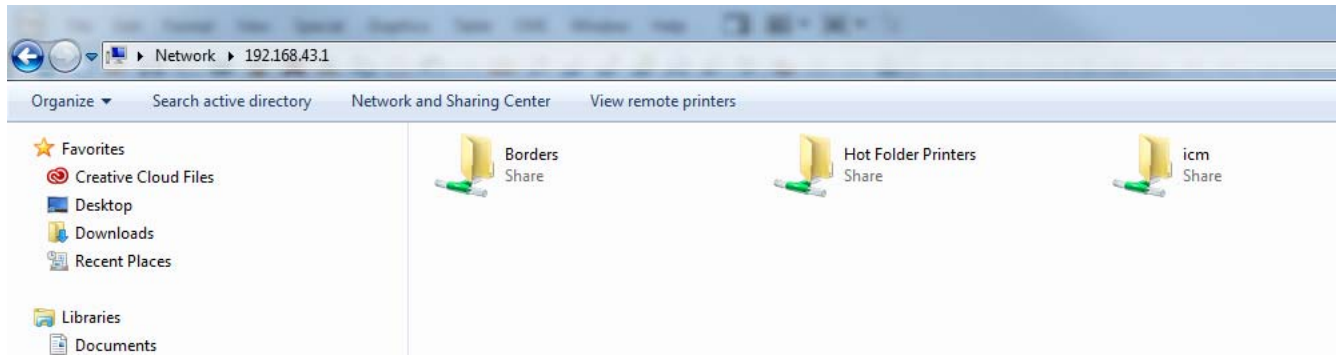 Network 192.168.43.1
Organize Search active directory Network and Sharing Center View remote printers
Favorites
Creative Cloud Files
Desktop
Downloads
Recent Places
Libraries
Documents
Borders
Share
Hot Folder Printers
Share
icm
Share